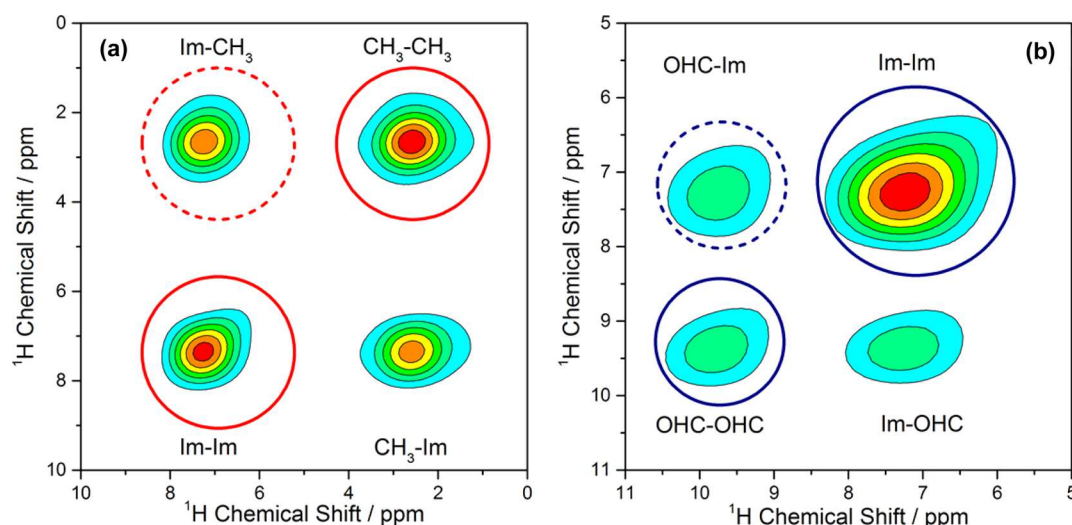 (a)
Im-CH₃
CH₃-CH₃
Im-Im
CH₃-Im
0
2
4
6
8
10
¹H Chemical Shift / ppm
10 8 6 4 2 0
¹H Chemical Shift / ppm
(b)
OHC-Im
Im-Im
OHC-OHC
Im-OHC
5
6
7
8
9
10
11
¹H Chemical Shift / ppm
11 10 9 8 7 6 5
¹H Chemical Shift / ppm